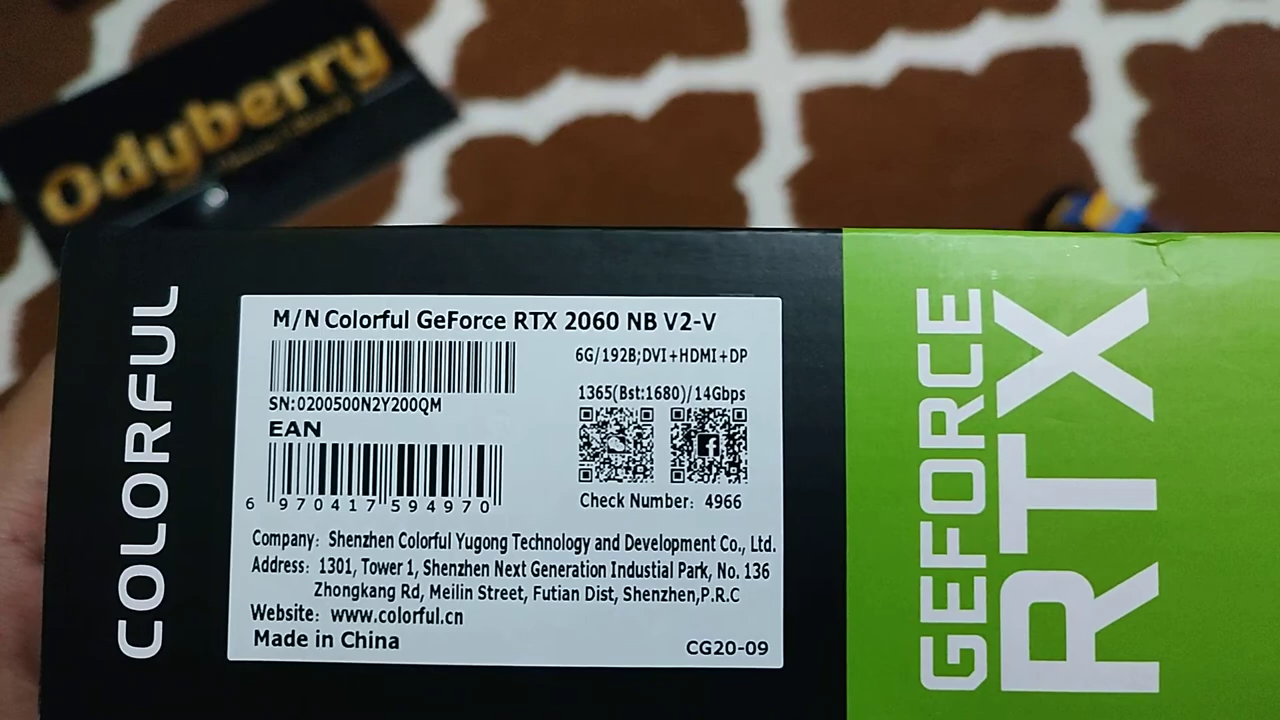 Odyberry
COLORFUL
M/N Colorful GeForce RTX 2060 NB V2-V
6G/192B;DVI+HDMI+DP
1365(Bst:1680)/14Gbps
SN:0200500N2Y200QM
EAN
6 970417 594970
Check Number: 4966
Company: Shenzhen Colorful Yugong Technology and Development Co., Ltd.
Address: 1301, Tower 1, Shenzhen Next Generation Industial Park, No. 136
Zhongkang Rd, Meilin Street, Futian Dist, Shenzhen,P.R.C
Website: www.colorful.cn
Made in China
CG20-09
GEFORCE
RTX